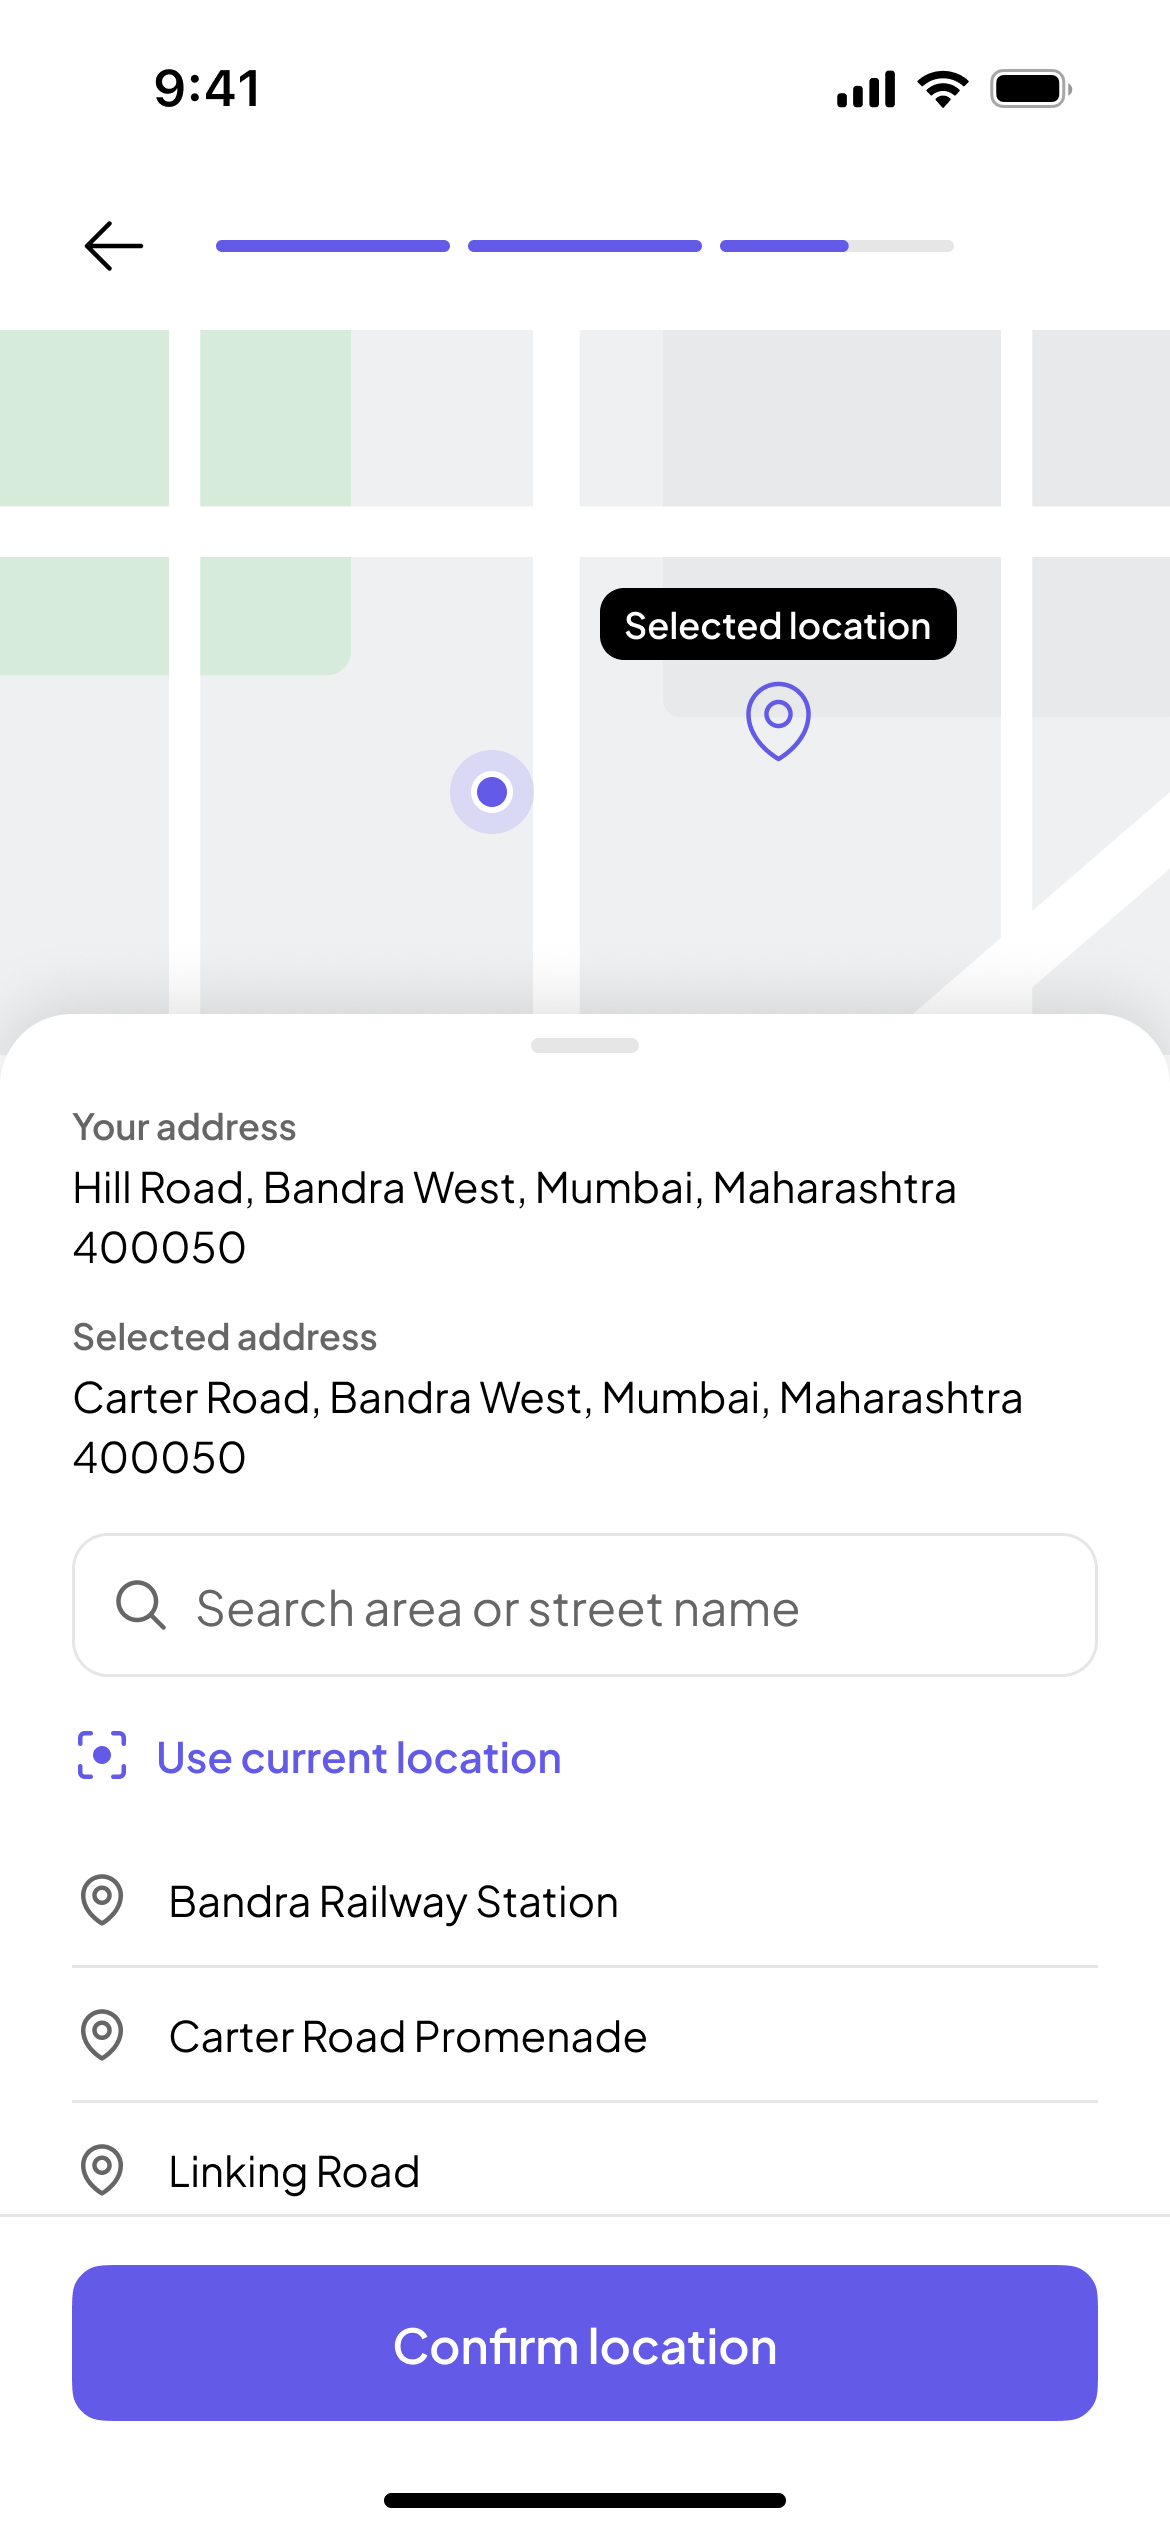 9:41
Selected location
Your address
Hill Road, Bandra West, Mumbai, Maharashtra
400050
Selected address
Carter Road, Bandra West, Mumbai, Maharashtra
400050
Search area or street name
Use current location
Bandra Railway Station
Carter Road Promenade
Linking Road
Confirm location